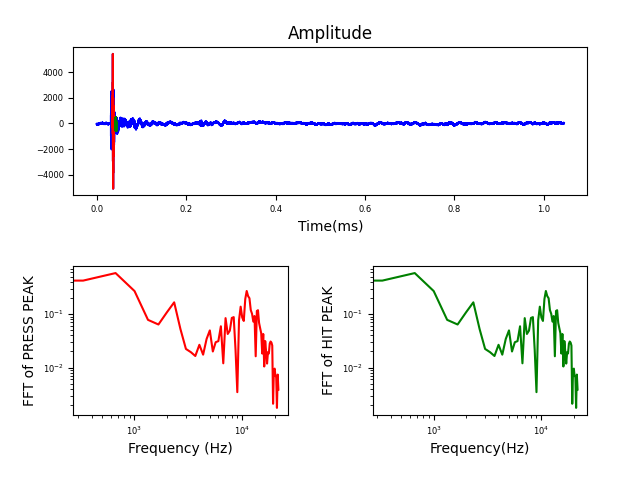 Amplitude
4000
2000
0
−2000
−4000
0.0 0.2 0.4 0.6 0.8 1.0
Time(ms)
FFT of PRESS PEAK
10⁻¹
10⁻²
10³ 10⁴
Frequency (Hz)
FFT of HIT PEAK
10⁻¹
10⁻²
10³ 10⁴
Frequency(Hz)